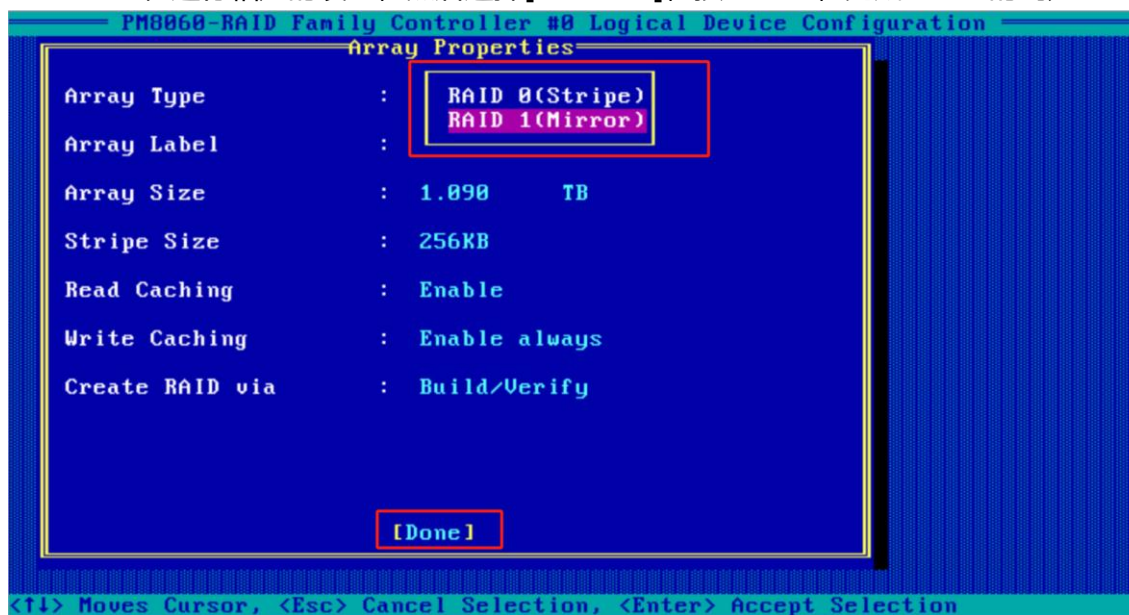 PM8060-RAID Family Controller #0 Logical Device Configuration
Array Properties
Array Type : RAID 0(Stripe)
RAID 1(Mirror)
Array Label :
Array Size : 1.090 TB
Stripe Size : 256KB
Read Caching : Enable
Write Caching : Enable always
Create RAID via : Build/Verify
[Done]
<↑↓> Moves Cursor, <Esc> Cancel Selection, <Enter> Accept Selection